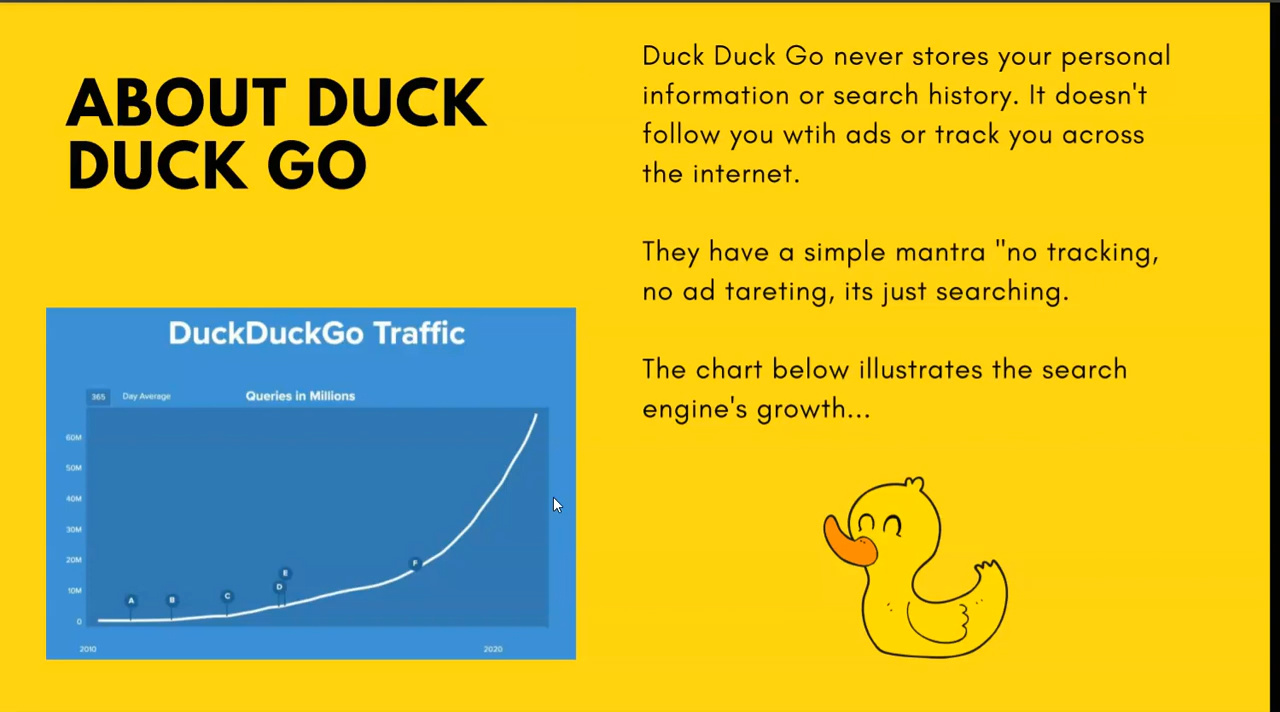 ABOUT DUCK
DUCK GO
Duck Duck Go never stores your personal
information or search history. It doesn't
follow you wtih ads or track you across
the internet.
They have a simple mantra "no tracking,
no ad tareting, its just searching.
The chart below illustrates the search
engine's growth...
DuckDuckGo Traffic
365 Day Average
Queries in Millions
60M
50M
40M
30M
20M
10M
0
A
B
C
D
E
F
2010
2020